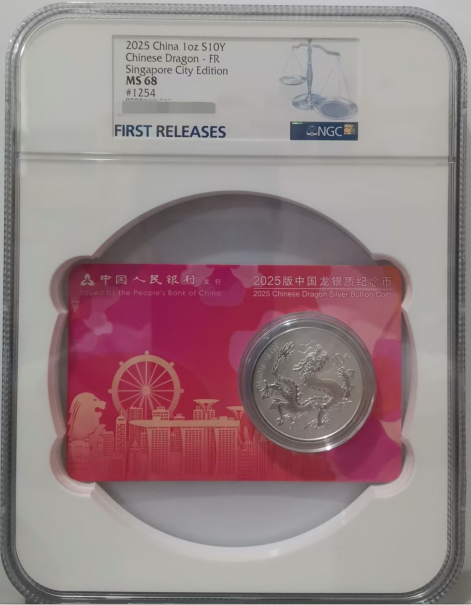 2025 China 1oz S10Y
Chinese Dragon - FR
Singapore City Edition
MS 68
#1254
FIRST RELEASES
NGC
中国人民银行 发行
Issued by the People's Bank of China
2025版中国龙银质纪念币
2025 Chinese Dragon Silver Bullion Coin